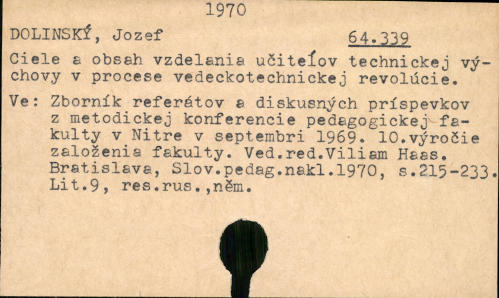 1970
DOLINSKÝ, Jozef 64.339
Ciele a obsah vzdelania učiteľov technickej vý-
chovy v procese vedeckotechnickej revolúcie.
Ve: Zborník referátov a diskusných príspevkov
z metodickej konferencie pedagogickej fa-
kulty v Nitre v septembri 1969. 10.výročie
založenia fakulty. Ved.red.Viliam Haas.
Bratislava, Slov.pedag.nakl.1970, s.215-233.
Lit.9, res.rus.,něm.